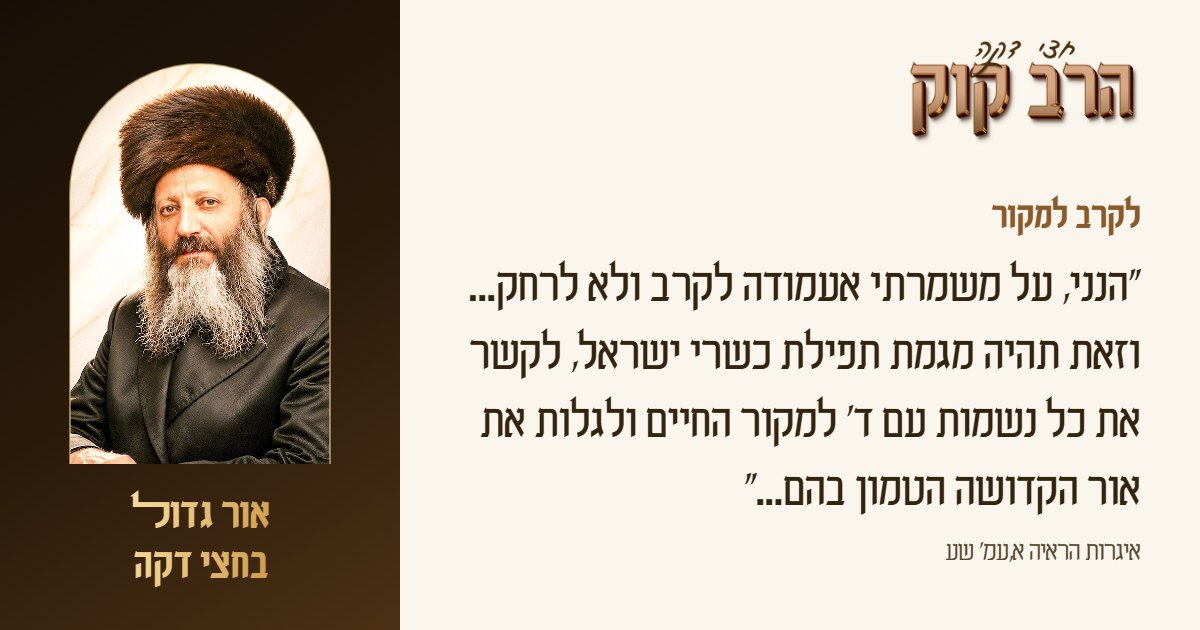 חצי דקה
הרב קוק
לקרב למקור
"הנני, על משמרתי אעמודה לקרב ולא לרחק...
וזאת תהיה מגמת תפילת כשרי ישראל, לקשר
את כל נשמות עם ד' למקור החיים ולגלות את
אור הקדושה הטמון בהם..."
איגרות הראיה א,עמ' שע
אור גדול
בחצי דקה